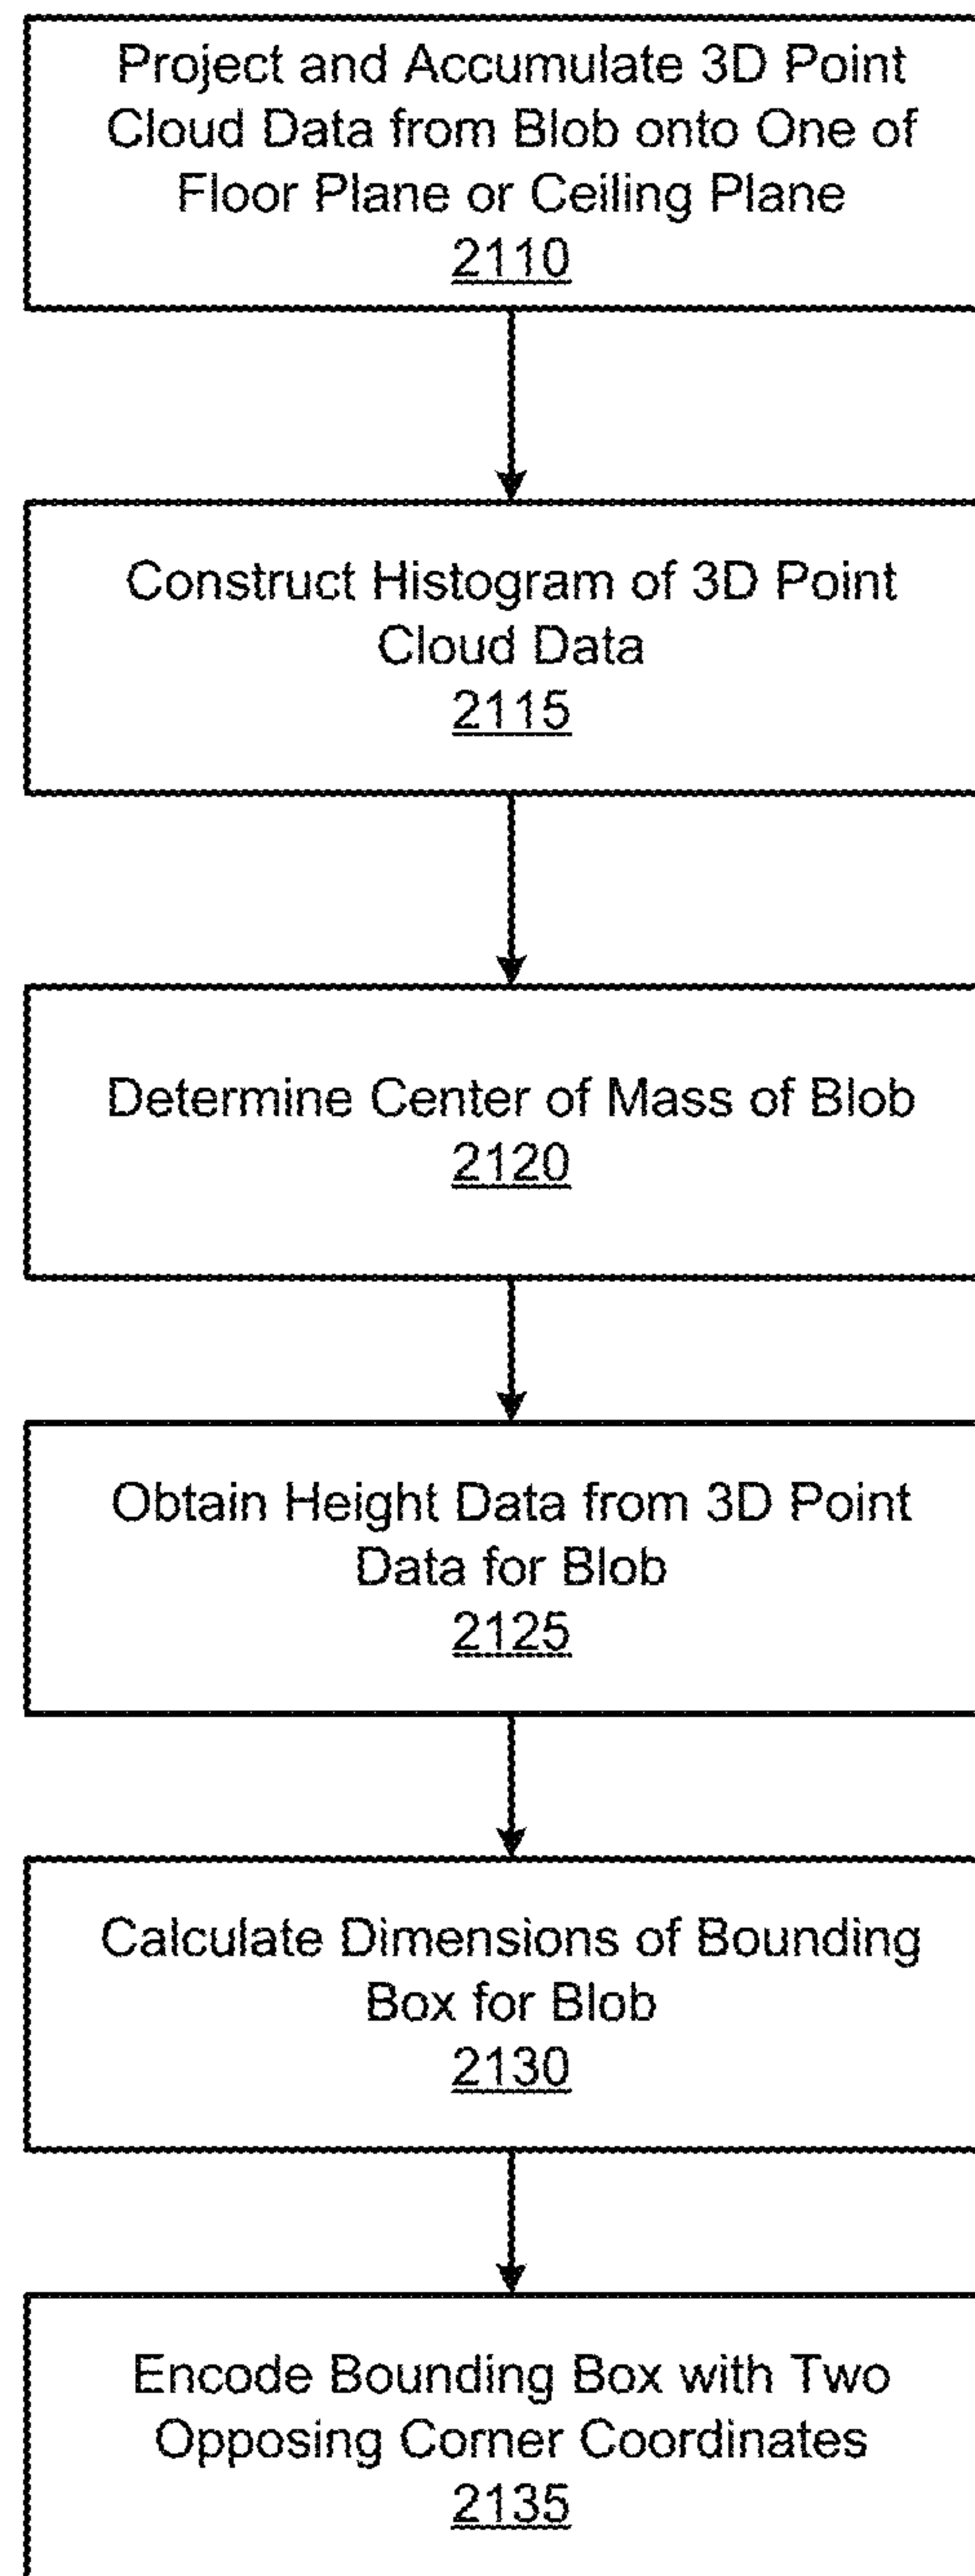 Project and Accumulate 3D Point
Cloud Data from Blob onto One of
Floor Plane or Ceiling Plane
2110
Construct Histogram of 3D Point
Cloud Data
2115
Determine Center of Mass of Blob
2120
Obtain Height Data from 3D Point
Data for Blob
2125
Calculate Dimensions of Bounding
Box for Blob
2130
Encode Bounding Box with Two
Opposing Corner Coordinates
2135